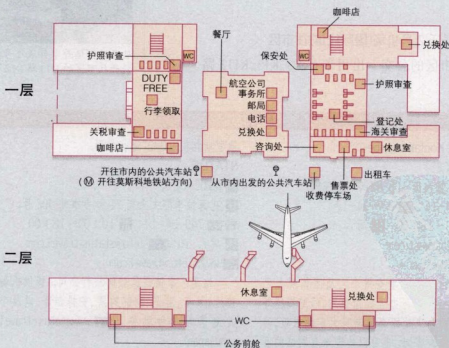 咖啡店
餐厅
兑换处
护照审查
WC
WC
保安处
DUTY
FREE
航空公司
事务所
护照审查
一层
邮局
行李领取
电话
登记处
关税审查
兑换处
海关审查
咖啡店
咨询处
休息室
开往市内的公共汽车站
(Ⓜ开往莫斯科地铁站方向)
从市内出发的公共汽车站
售票处
收费停车场
出租车
二层
休息室
兑换处
WC
公务前舱